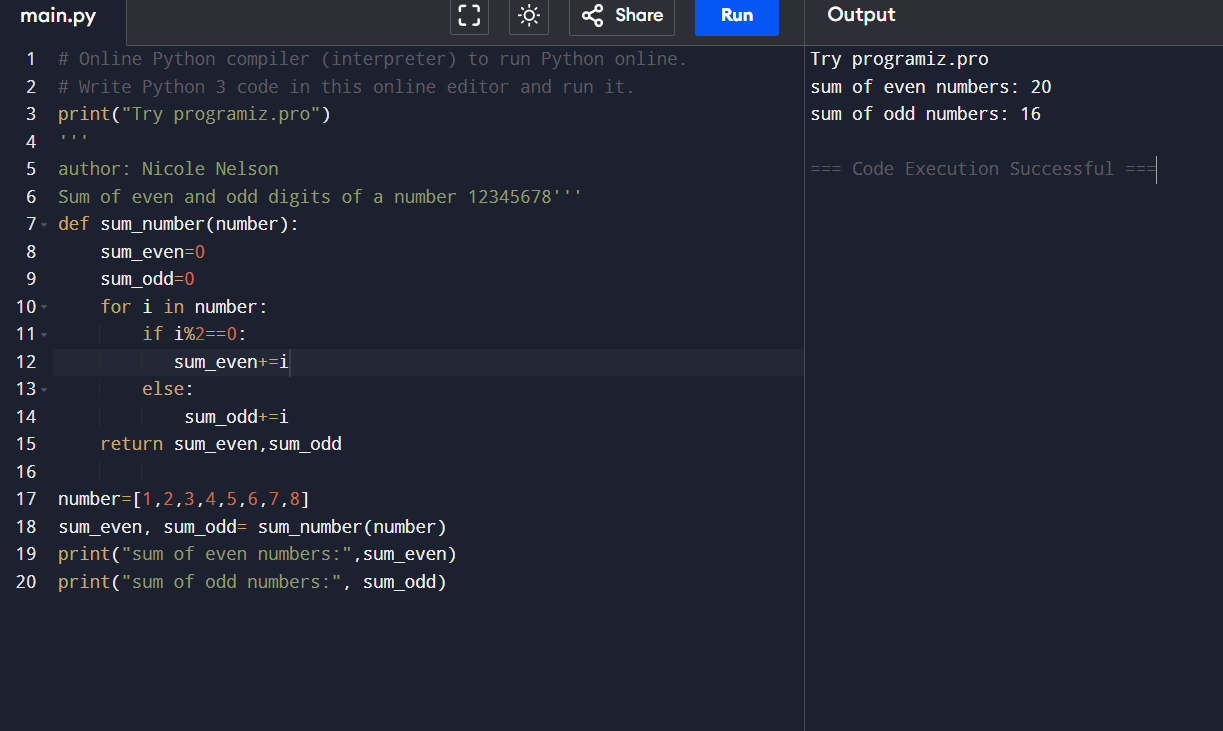 main.py Share Run Output
1 # Online Python compiler (interpreter) to run Python online.
2 # Write Python 3 code in this online editor and run it.
3 print("Try programiz.pro")
4 '''
5 author: Nicole Nelson
6 Sum of even and odd digits of a number 12345678'''
7 def sum_number(number):
8     sum_even=0
9     sum_odd=0
10     for i in number:
11         if i%2==0:
12            sum_even+=i
13         else:
14             sum_odd+=i
15     return sum_even,sum_odd
16
17 number=[1,2,3,4,5,6,7,8]
18 sum_even, sum_odd= sum_number(number)
19 print("sum of even numbers:",sum_even)
20 print("sum of odd numbers:", sum_odd)
Try programiz.pro
sum of even numbers: 20
sum of odd numbers: 16
=== Code Execution Successful ===